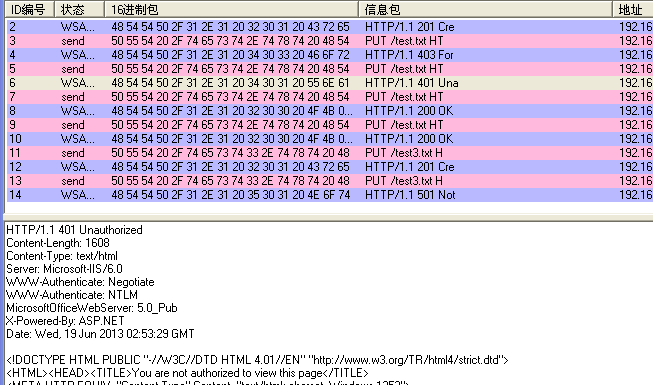 ID编号 状态 16进制包 信息包 地址
2 WSA... 48 54 54 50 2F 31 2E 31 20 32 30 31 20 43 72 65 HTTP/1.1 201 Cre 192.16
3 send 50 55 54 20 2F 74 65 73 74 2E 74 78 74 20 48 54 PUT /test.txt HT 192.16
4 WSA... 48 54 54 50 2F 31 2E 31 20 34 30 33 20 46 6F 72 HTTP/1.1 403 For 192.16
5 send 50 55 54 20 2F 74 65 73 74 2E 74 78 74 20 48 54 PUT /test.txt HT 192.16
6 WSA... 48 54 54 50 2F 31 2E 31 20 34 30 31 20 55 6E 61 HTTP/1.1 401 Una 192.16
7 send 50 55 54 20 2F 74 65 73 74 2E 74 78 74 20 48 54 PUT /test.txt HT 192.16
8 WSA... 48 54 54 50 2F 31 2E 31 20 32 30 30 20 4F 4B 0... HTTP/1.1 200 OK 192.16
9 send 50 55 54 20 2F 74 65 73 74 2E 74 78 74 20 48 54 PUT /test.txt HT 192.16
10 WSA... 48 54 54 50 2F 31 2E 31 20 32 30 30 20 4F 4B 0... HTTP/1.1 200 OK 192.16
11 send 50 55 54 20 2F 74 65 73 74 33 2E 74 78 74 20 48 PUT /test3.txt H 192.16
12 WSA... 48 54 54 50 2F 31 2E 31 20 32 30 31 20 43 72 65 HTTP/1.1 201 Cre 192.16
13 send 50 55 54 20 2F 74 65 73 74 33 2E 74 78 74 20 48 PUT /test3.txt H 192.16
14 WSA... 48 54 54 50 2F 31 2E 31 20 35 30 31 20 4E 6F 74 HTTP/1.1 501 Not 192.16
HTTP/1.1 401 Unauthorized
Content-Length: 1608
Content-Type: text/html
Server: Microsoft-IIS/6.0
WWW-Authenticate: Negotiate
WWW-Authenticate: NTLM
MicrosoftOfficeWebServer: 5.0_Pub
X-Powered-By: ASP.NET
Date: Wed, 19 Jun 2013 02:53:29 GMT
<!DOCTYPE HTML PUBLIC "-//W3C//DTD HTML 4.01//EN" "http://www.w3.org/TR/html4/strict.dtd">
<HTML><HEAD><TITLE>You are not authorized to view this page</TITLE>